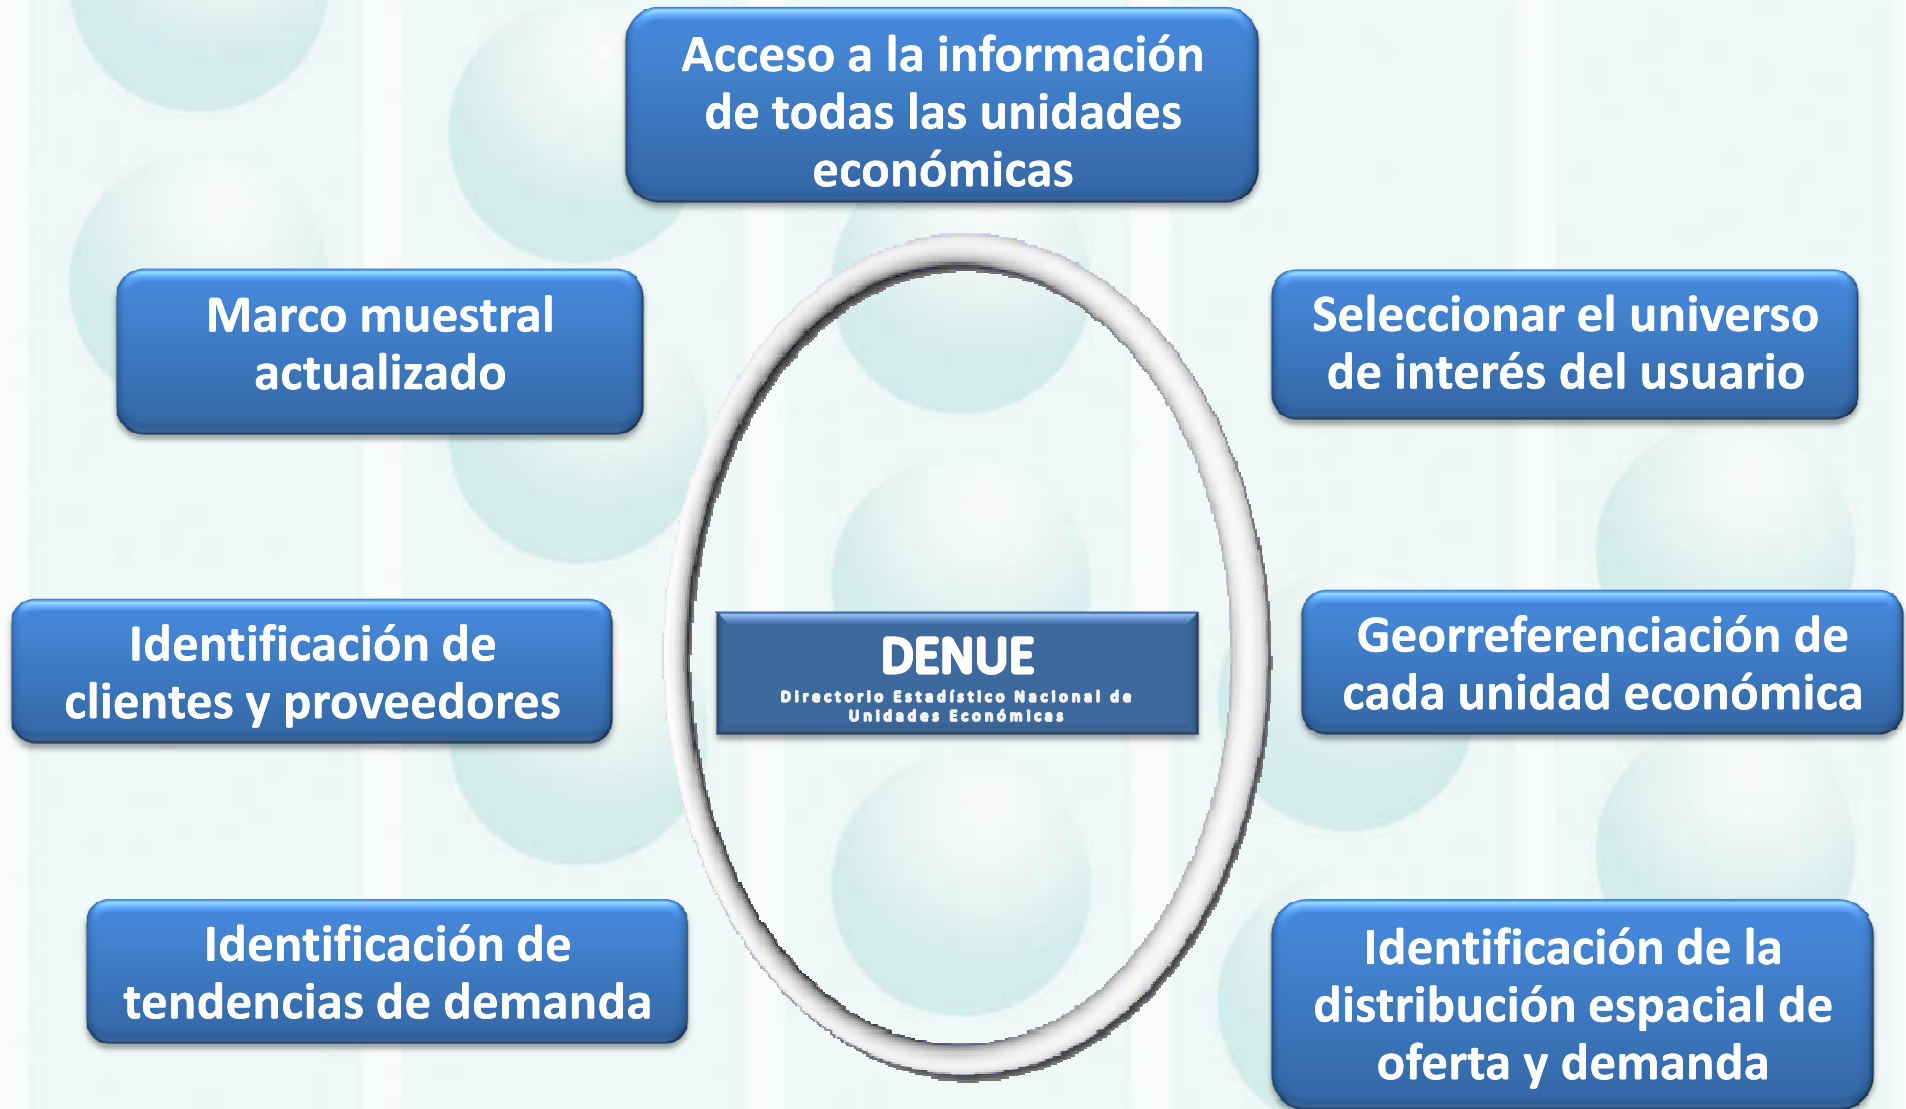 Acceso a la información
de todas las unidades
económicas
Marco muestral
actualizado
Seleccionar el universo
de interés del usuario
Identificación de
clientes y proveedores
DENUE
Directorio Estadístico Nacional de
Unidades Económicas
Georreferenciación de
cada unidad económica
Identificación de
tendencias de demanda
Identificación de la
distribución espacial de
oferta y demanda